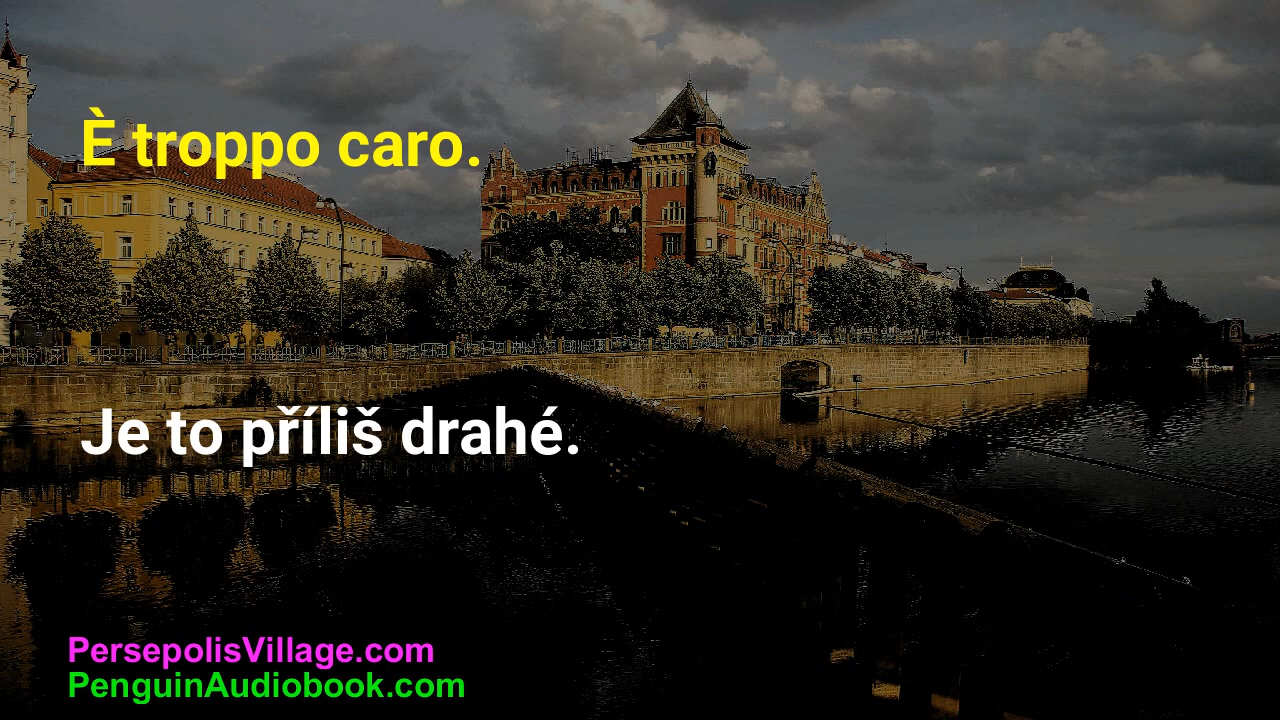 È troppo caro.
Je to příliš drahé.
PersepolisVillage.com
PenguinAudiobook.com